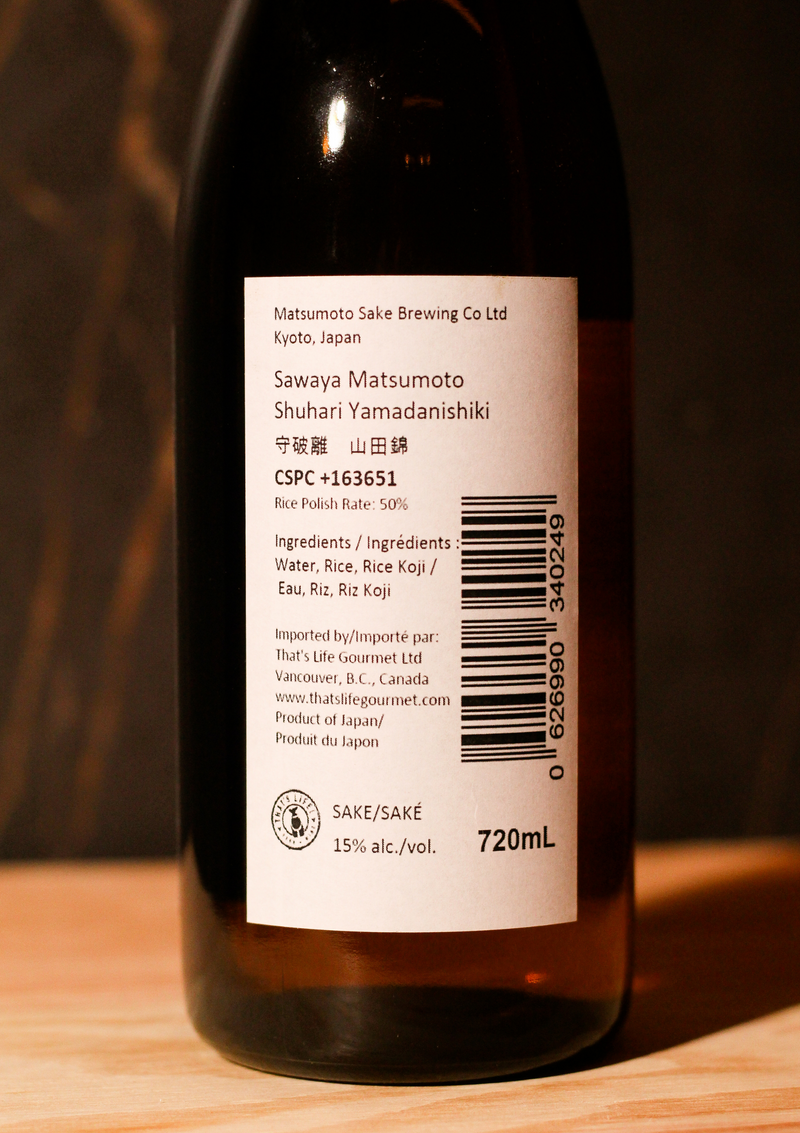 Matsumoto Sake Brewing Co Ltd
Kyoto, Japan
Sawaya Matsumoto
Shuhari Yamadanishiki
守破離　山田錦
CSPC +163651
Rice Polish Rate: 50%
Ingredients / Ingrédients :
Water, Rice, Rice Koji /
Eau, Riz, Riz Koji
Imported by/Importé par:
That's Life Gourmet Ltd
Vancouver, B.C., Canada
www.thatslifegourmet.com
Product of Japan/
Produit du Japon
0 626990 340249
THAT'S LIFE!
SAKE/SAKÉ
15% alc./vol.
720mL